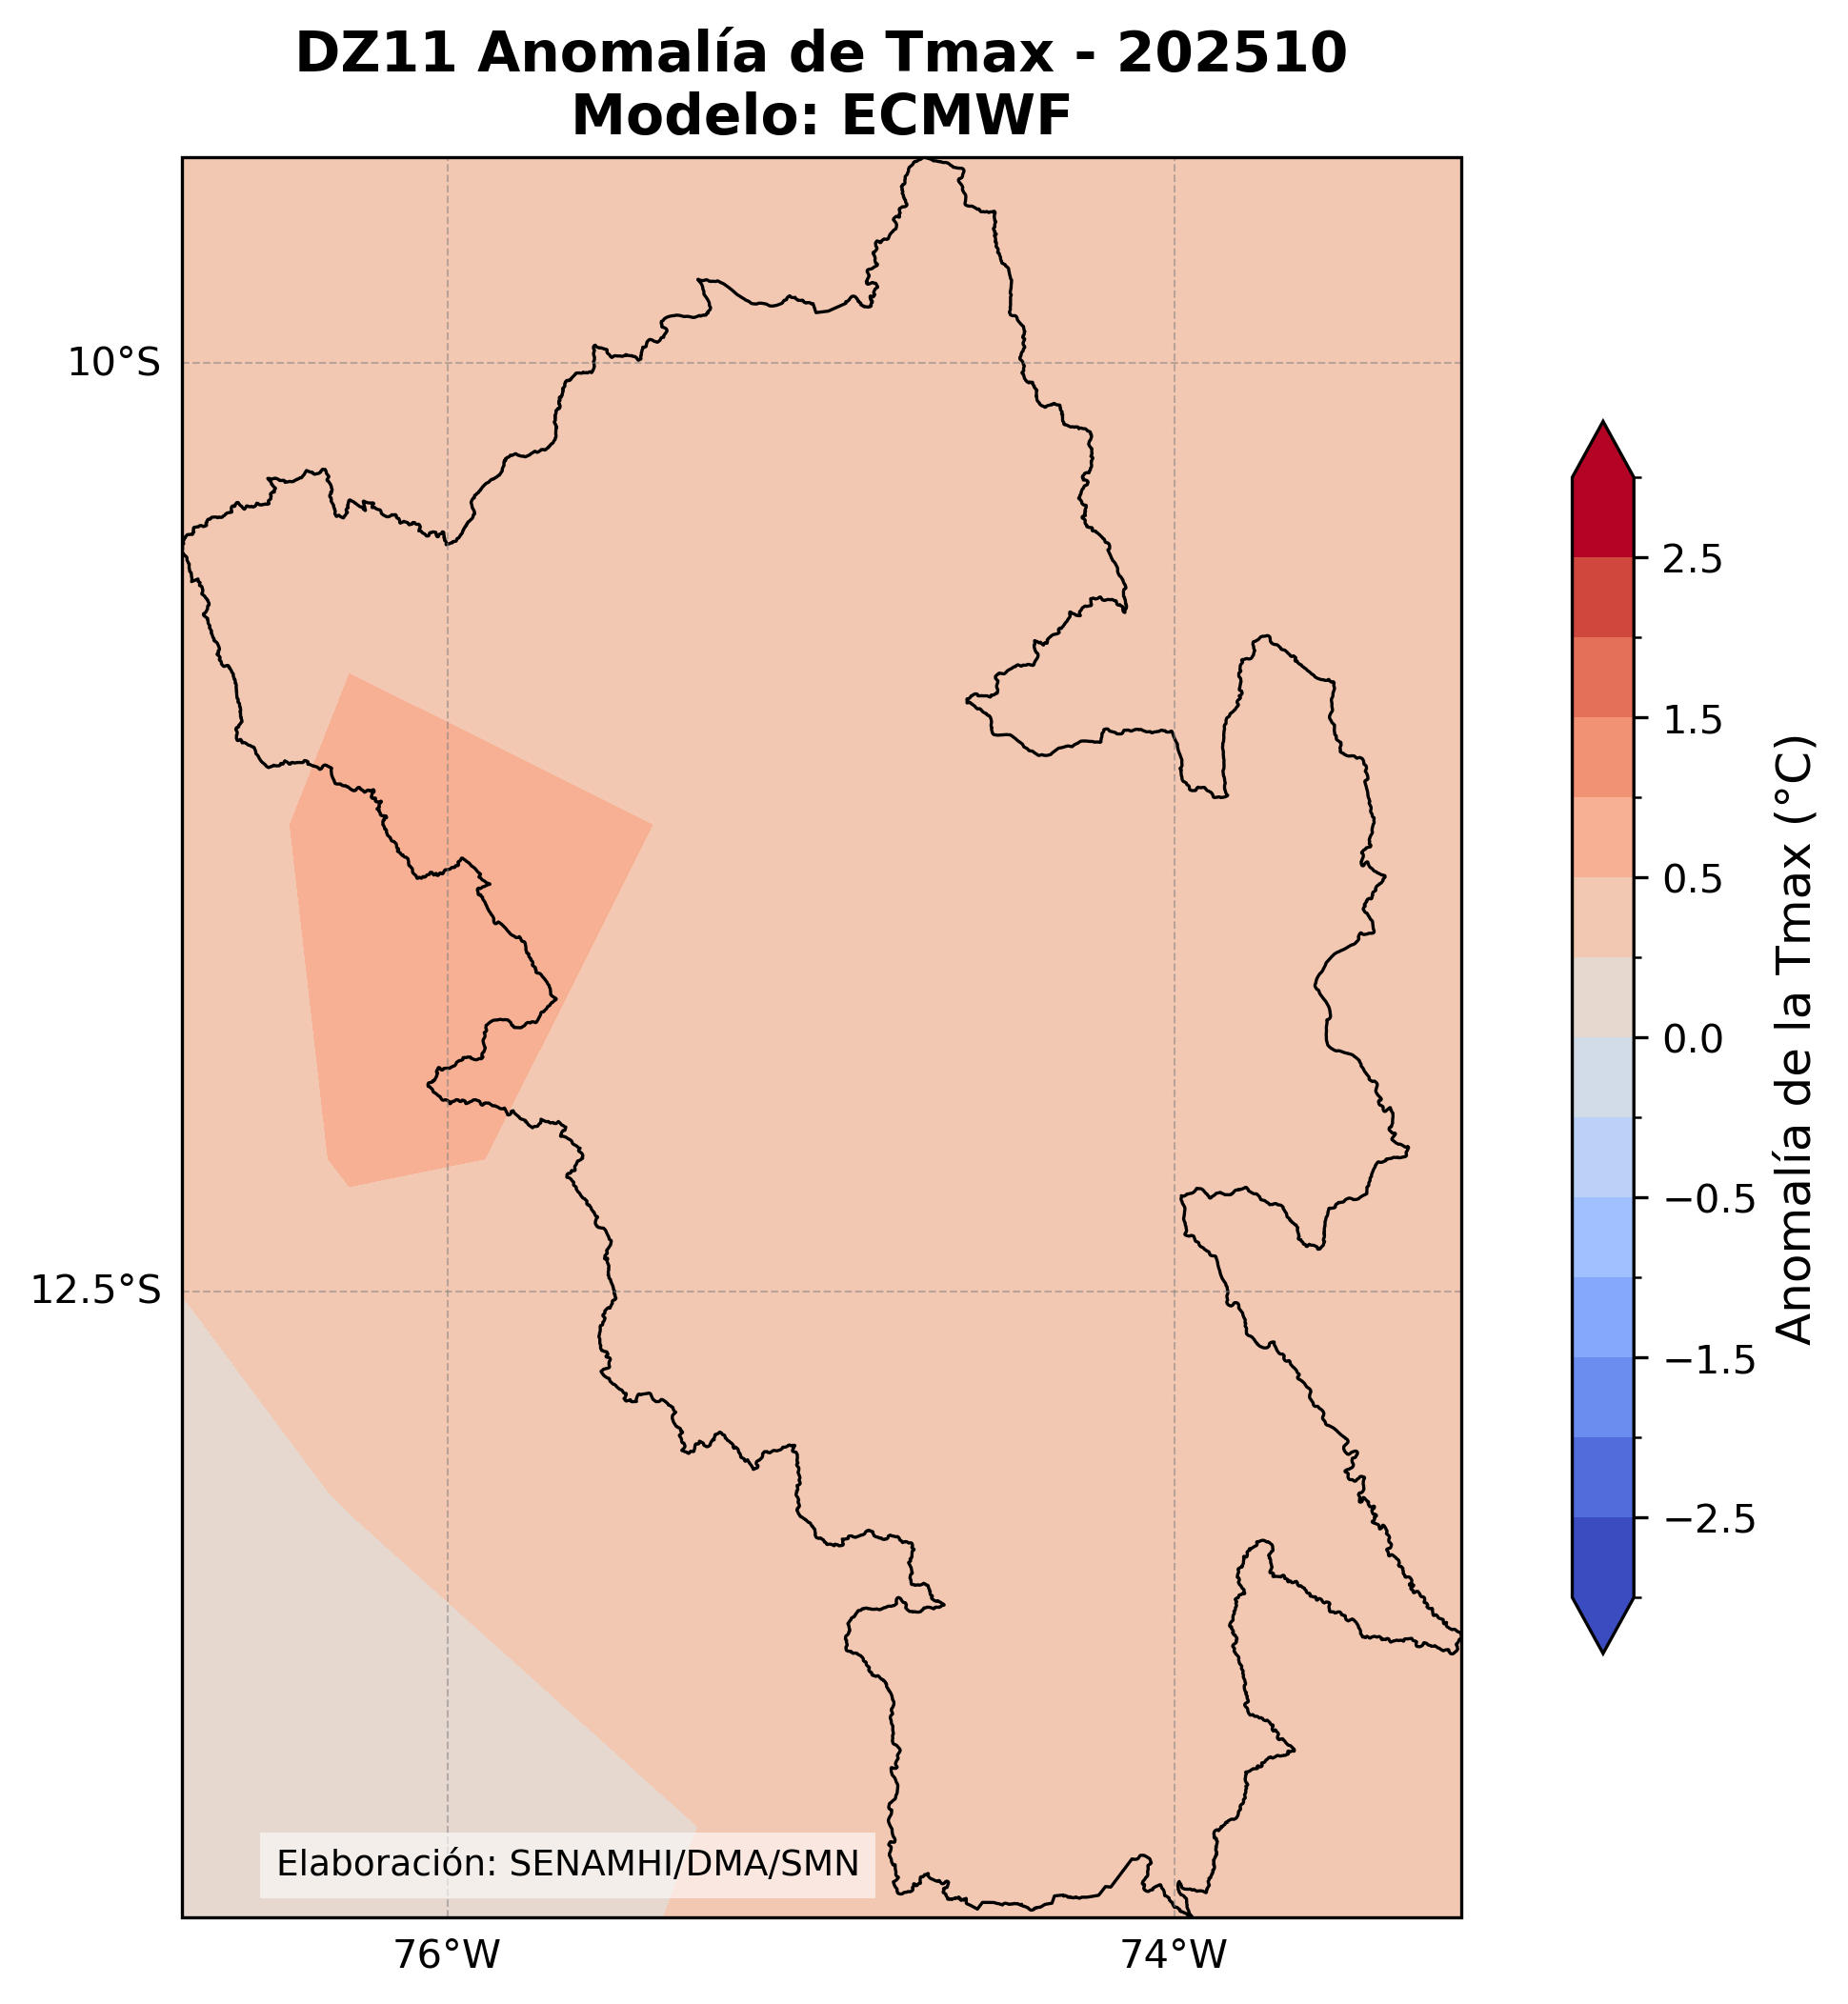 DZ11 Anomalía de Tmax - 202510
Modelo: ECMWF
10°S
12.5°S
76°W
74°W
Elaboración: SENAMHI/DMA/SMN
2.5
1.5
0.5
0.0
−0.5
−1.5
−2.5
Anomalía de la Tmax (°C)